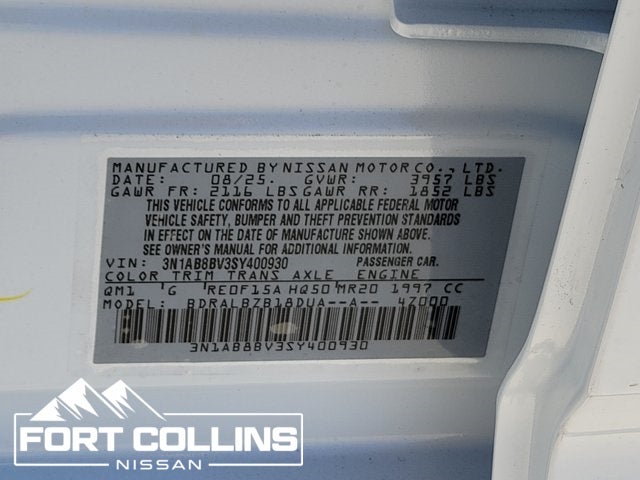 MANUFACTURED BY NISSAN MOTOR CO., LTD.
DATE: 08/25. GVWR: 3957 LBS
GAWR FR: 2116 LBS GAWR RR: 1852 LBS
THIS VEHICLE CONFORMS TO ALL APPLICABLE FEDERAL MOTOR
VEHICLE SAFETY, BUMPER AND THEFT PREVENTION STANDARDS
IN EFFECT ON THE DATE OF MANUFACTURE SHOWN ABOVE.
SEE OWNER'S MANUAL FOR ADDITIONAL INFORMATION.
VIN: 3N1AB8BV3SY400930 PASSENGER CAR.
COLOR TRIM TRANS AXLE ENGINE
QM1 G RE0F15A HQ50 MR20 1997 CC
MODEL: BDRALBZB18DUA--A-- 47000
3N1AB8BV3SY400930
FORT COLLINS
NISSAN